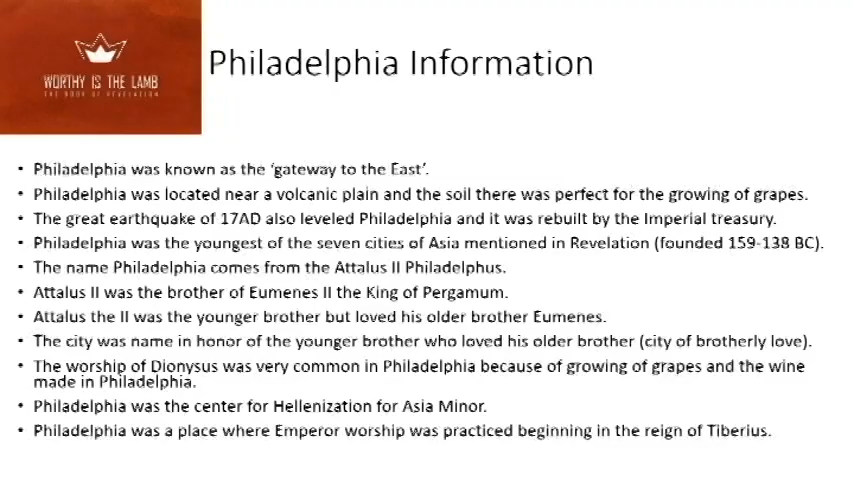 WORTHY IS THE LAMB
THE BOOK OF REVELATION
Philadelphia Information
• Philadelphia was known as the ‘gateway to the East’.
• Philadelphia was located near a volcanic plain and the soil there was perfect for the growing of grapes.
• The great earthquake of 17AD also leveled Philadelphia and it was rebuilt by the Imperial treasury.
• Philadelphia was the youngest of the seven cities of Asia mentioned in Revelation (founded 159-138 BC).
• The name Philadelphia comes from the Attalus II Philadelphus.
• Attalus II was the brother of Eumenes II the King of Pergamum.
• Attalus the II was the younger brother but loved his older brother Eumenes.
• The city was name in honor of the younger brother who loved his older brother (city of brotherly love).
• The worship of Dionysus was very common in Philadelphia because of growing of grapes and the wine
made in Philadelphia.
• Philadelphia was the center for Hellenization for Asia Minor.
• Philadelphia was a place where Emperor worship was practiced beginning in the reign of Tiberius.